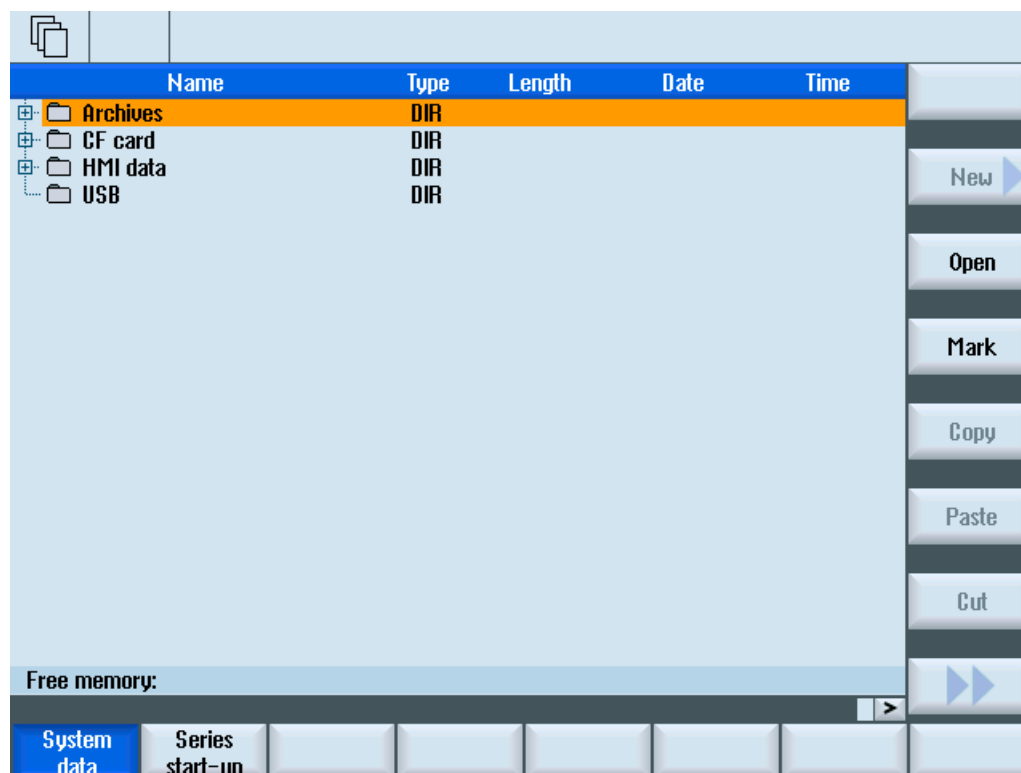 Name Type Length Date Time
Archives DIR
CF card DIR
HMI data DIR
USB DIR
New
Open
Mark
Copy
Paste
Cut
Free memory:
>
System data
Series start-up